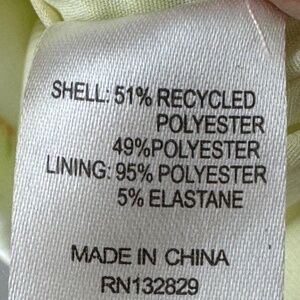 SHELL: 51% RECYCLED
POLYESTER
49%POLYESTER
LINING: 95% POLYESTER
5% ELASTANE
MADE IN CHINA
RN132829